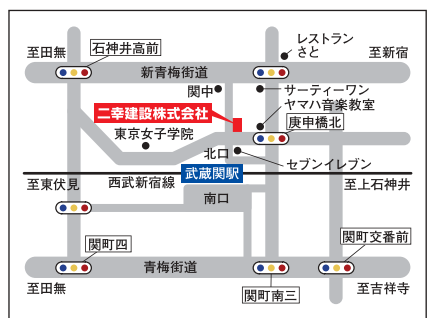 レストラン
さと
至田無
石神井高前
至新宿
新青梅街道
関中
サーティーワン
ヤマハ音楽教室
二幸建設株式会社
庚申橋北
東京女子学院
北口
セブンイレブン
武蔵関駅
至東伏見
西武新宿線
至上石神井
南口
関町四
関町交番前
青梅街道
至田無
関町南三
至吉祥寺